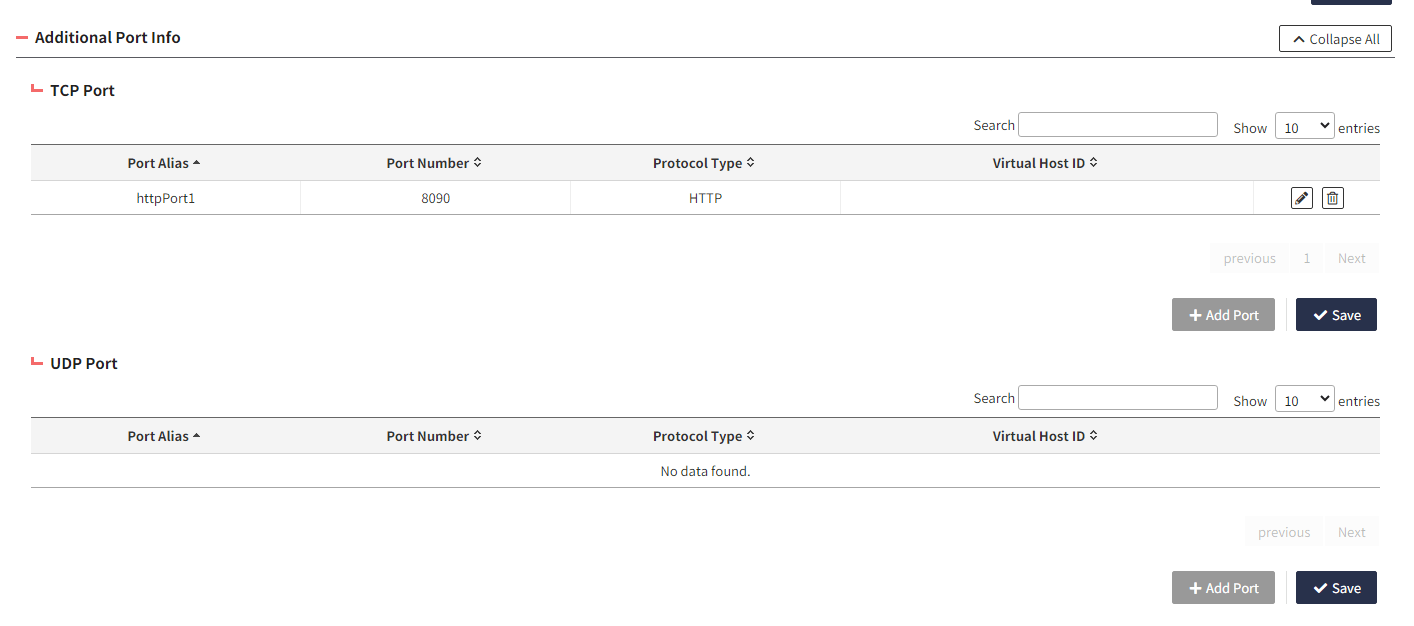 Additional Port Info
Collapse All
TCP Port
Search Show 10 entries
Port Alias Port Number Protocol Type Virtual Host ID
httpPort1 8090 HTTP
previous 1 Next
Add Port Save
UDP Port
Search Show 10 entries
Port Alias Port Number Protocol Type Virtual Host ID
No data found.
previous Next
Add Port Save